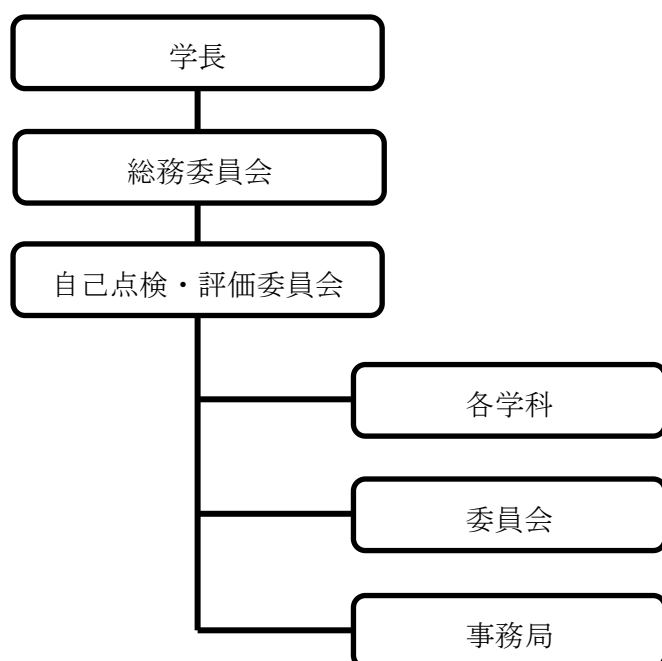 学長
総務委員会
自己点検・評価委員会
各学科
委員会
事務局